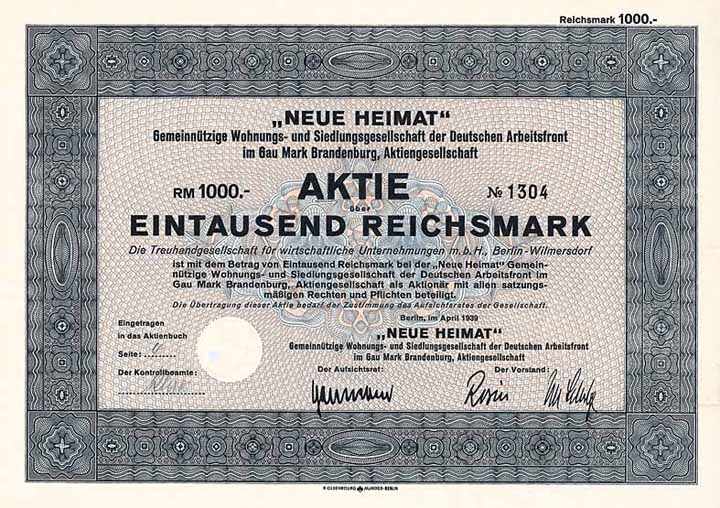 Reichsmark 1000.-
„NEUE HEIMAT“
Gemeinnützige Wohnungs- und Siedlungsgesellschaft der Deutschen Arbeitsfront
im Gau Mark Brandenburg, Aktiengesellschaft
RM 1000.- AKTIE № 1304
über
EINTAUSEND REICHSMARK
Die Treuhandgesellschaft für wirtschaftliche Unternehmungen m. b. H., Berlin-Wilmersdorf
ist mit dem Betrag von Eintausend Reichsmark bei der „Neue Heimat“ Gemein-
nützige Wohnungs- und Siedlungsgesellschaft der Deutschen Arbeitsfront im
Gau Mark Brandenburg, Aktiengesellschaft als Aktionär mit allen satzungs-
mäßigen Rechten und Pflichten beteiligt.
Die Übertragung dieser Aktie bedarf der Zustimmung des Aufsichtsrates der Gesellschaft.
Berlin, im April 1939
Eingetragen
in das Aktienbuch
Seite: ........
Der Kontrollbeamte:
„NEUE HEIMAT“
Gemeinnützige Wohnungs- und Siedlungsgesellschaft der Deutschen Arbeitsfront
im Gau Mark Brandenburg, Aktiengesellschaft
Der Aufsichtsrat: Der Vorstand:
R. OLDENBOURG MÜNCHEN-BERLIN